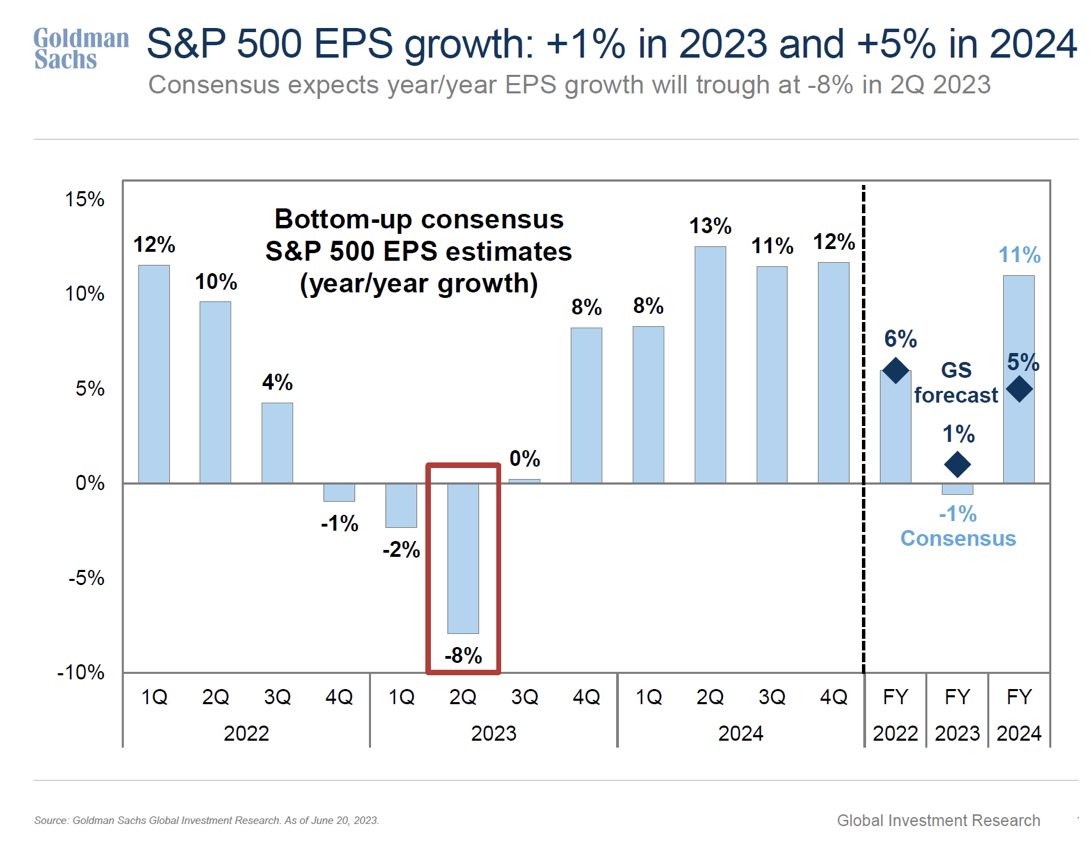 Goldman
Sachs
S&P 500 EPS growth: +1% in 2023 and +5% in 2024
Consensus expects year/year EPS growth will trough at -8% in 2Q 2023
15%
10%
5%
0%
-5%
-10%
Bottom-up consensus
S&P 500 EPS estimates
(year/year growth)
12%
10%
4%
-1%
-2%
-8%
0%
8%
8%
13%
11%
12%
6%
GS
forecast
1%
-1%
Consensus
11%
5%
1Q 2Q 3Q 4Q 1Q 2Q 3Q 4Q 1Q 2Q 3Q 4Q FY FY FY
2022 2023 2024 2022 2023 2024
Source: Goldman Sachs Global Investment Research. As of June 20, 2023.
Global Investment Research